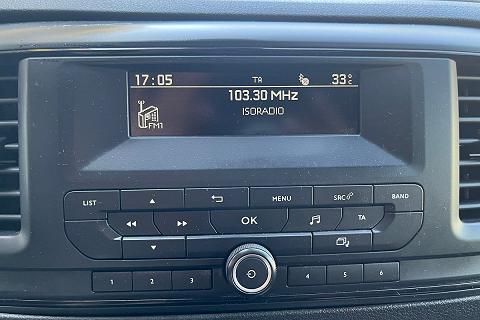 17:05 TA 33°C
103.30 MHz
ISORADIO
FM1
LIST MENU SRC BAND
OK TA
1 2 3 4 5 6